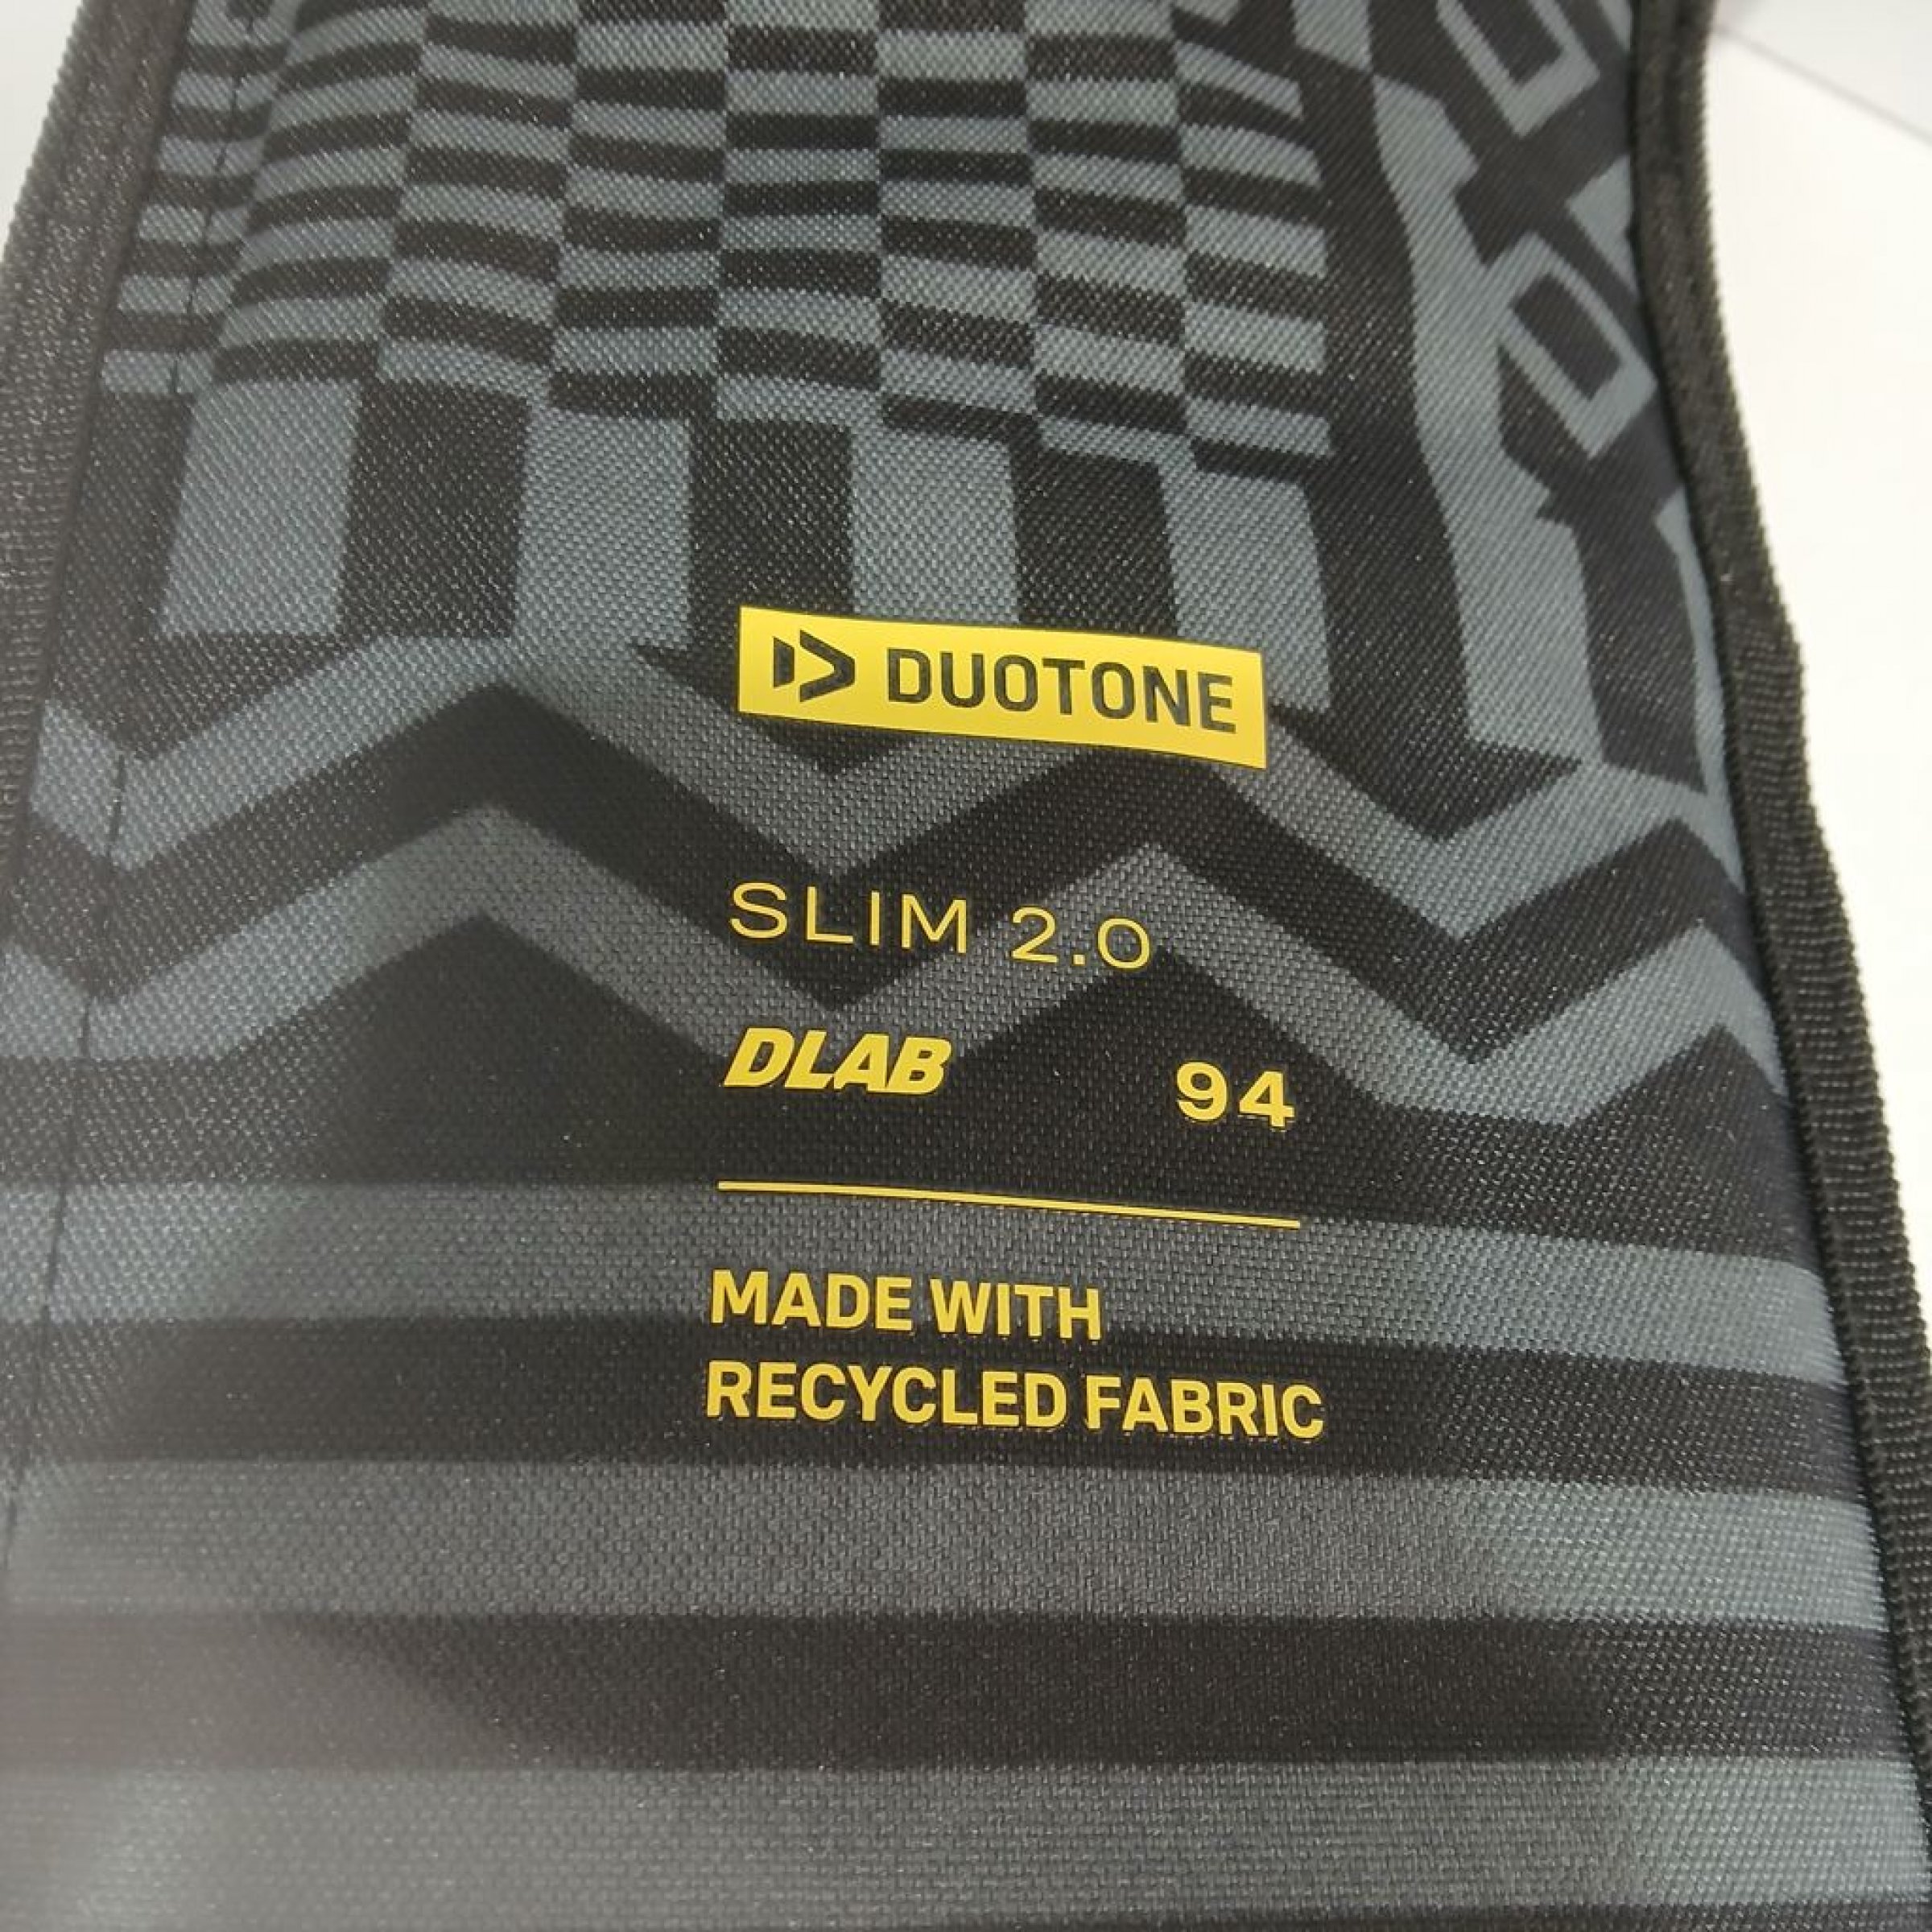 DUOTONE
SLIM 2.0
DLAB 94
MADE WITH
RECYCLED FABRIC